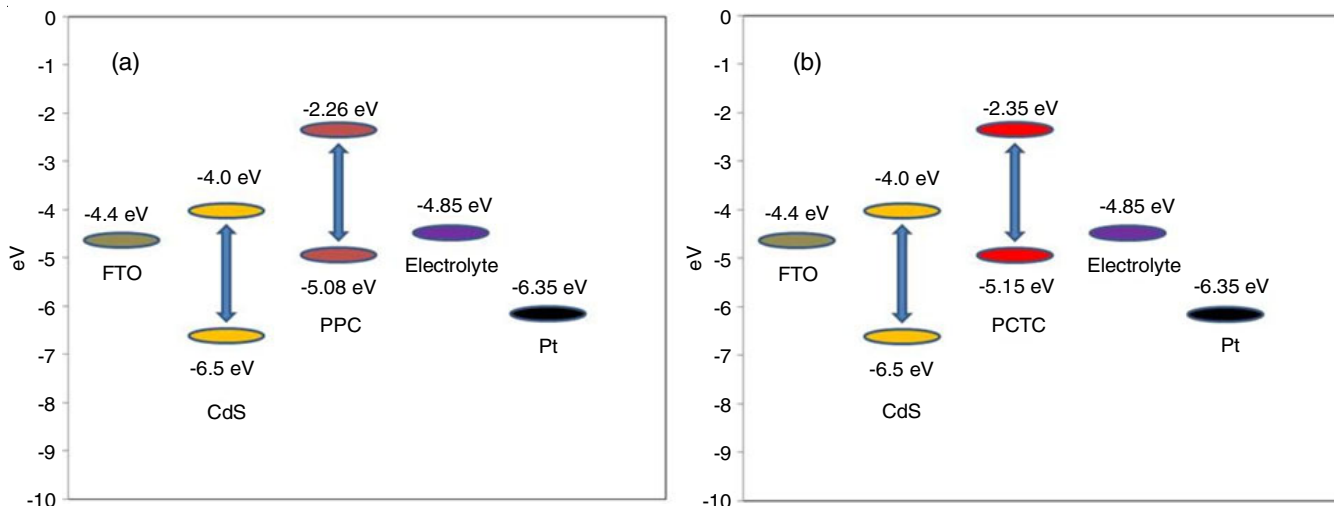 (a)
0
-1
-2
-3
-4
-5
-6
-7
-8
-9
-10
eV
-4.4 eV
FTO
-4.0 eV
-6.5 eV
CdS
-2.26 eV
-5.08 eV
PPC
-4.85 eV
Electrolyte
-6.35 eV
Pt
(b)
0
-1
-2
-3
-4
-5
-6
-7
-8
-9
-10
eV
-4.4 eV
FTO
-4.0 eV
-6.5 eV
CdS
-2.35 eV
-5.15 eV
PCTC
-4.85 eV
Electrolyte
-6.35 eV
Pt